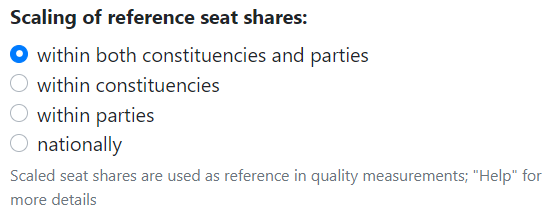 Scaling of reference seat shares:
within both constituencies and parties
within constituencies
within parties
nationally
Scaled seat shares are used as reference in quality measurements; "Help" for
more details